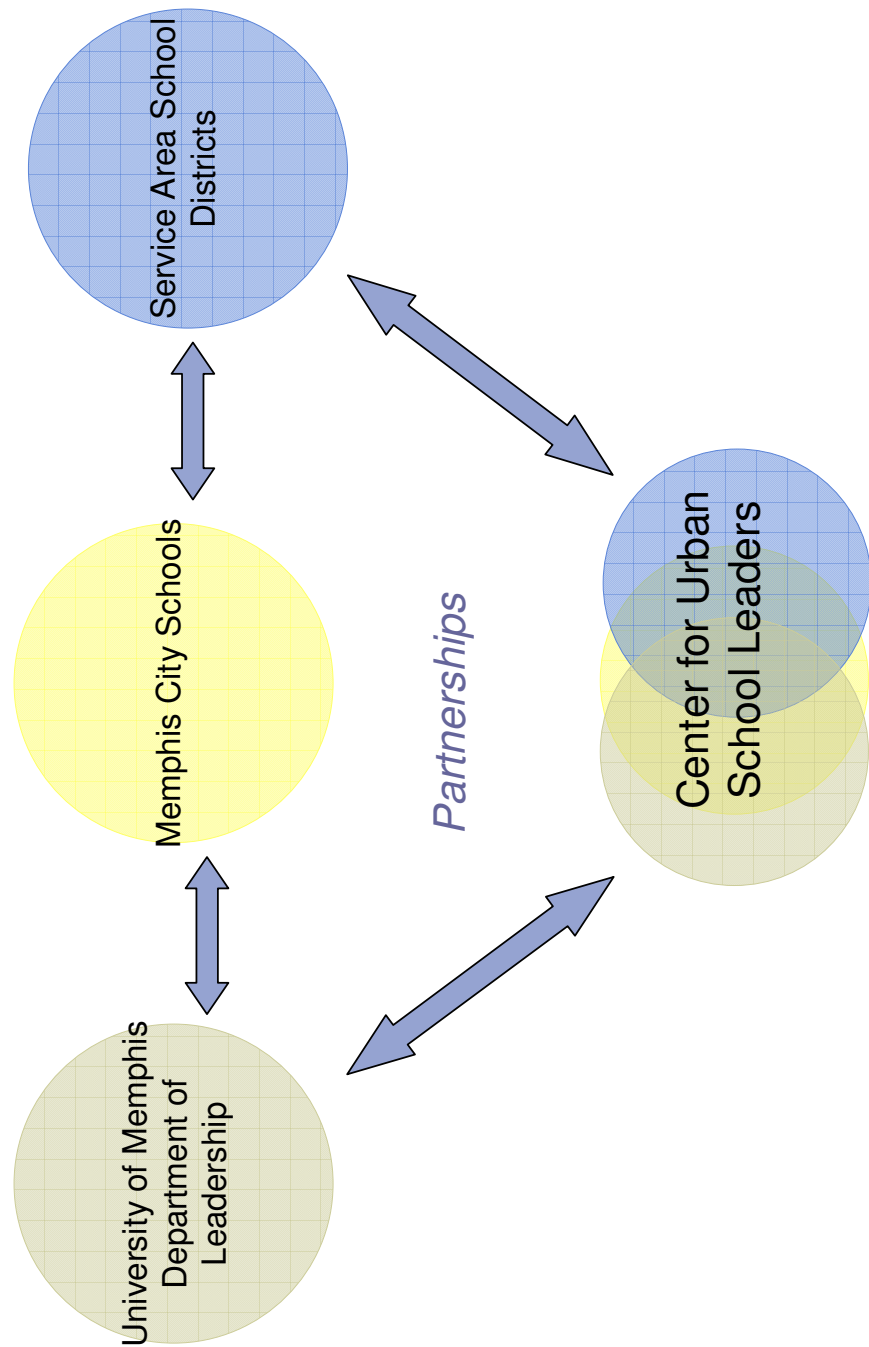 University of Memphis
Department of
Leadership
Memphis City Schools
Service Area School
Districts
Partnerships
Center for Urban
School Leaders